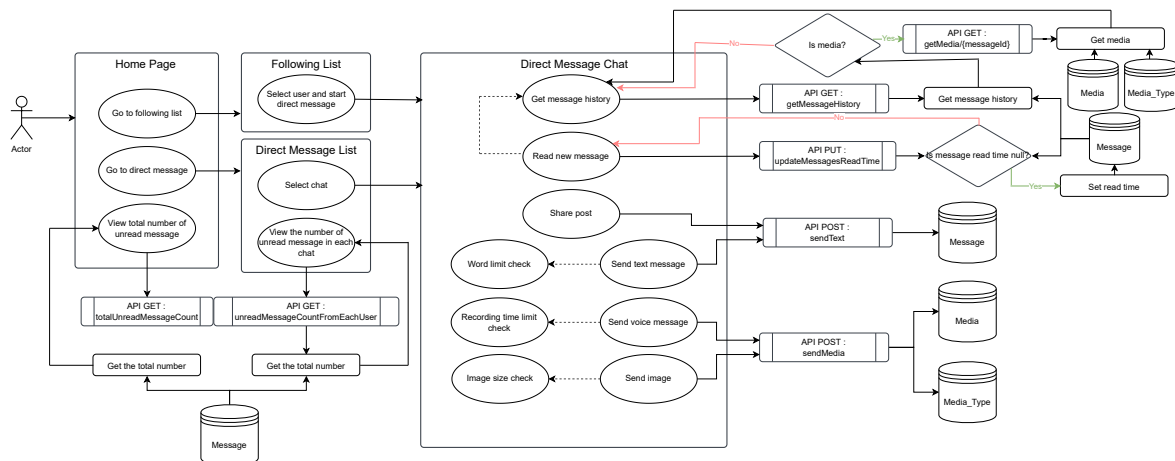 Home Page
Go to following list
Go to direct message
View total number of
unread message
Actor
Following List
Select user and start
direct message
Direct Message List
Select chat
View the number of
unread message in each
chat
API GET :
totalUnreadMessageCount
API GET :
unreadMessageCountFromEachUser
Get the total number
Get the total number
Message
Direct Message Chat
Get message history
Read new message
Share post
Word limit check
Send text message
Recording time limit
check
Send voice message
Image size check
Send image
No
Is media?
Yes
API GET :
getMedia/{messageId}
Get media
Media
Media_Type
API GET :
getMessageHistory
Get message history
No
API PUT :
updateMessagesReadTime
Is message read time null?
Message
Yes
Set read time
API POST :
sendText
Message
API POST :
sendMedia
Media
Media_Type